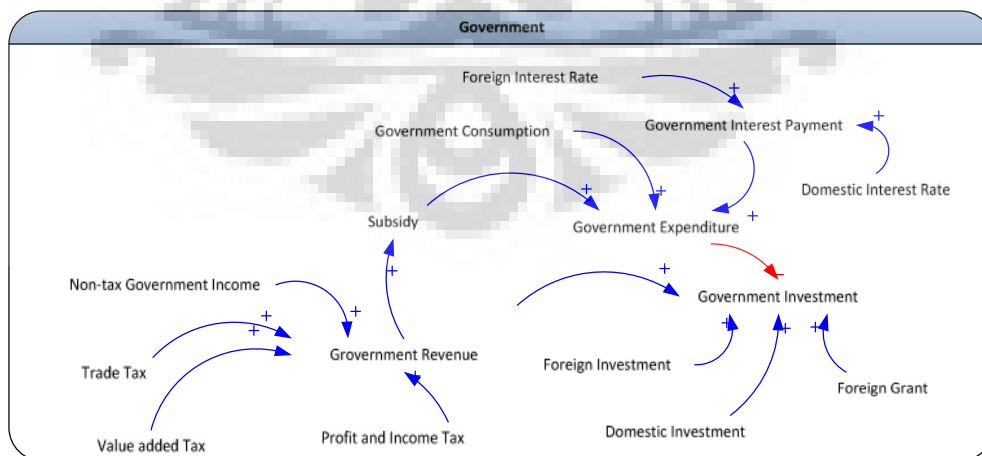 Government
Foreign Interest Rate
+
Government Consumption
Government Interest Payment
+
Domestic Interest Rate
+
+
+
Subsidy
Government Expenditure
+
+
−
Non-tax Government Income
Government Investment
+
+
+
+
+
+
Grovernment Revenue
Trade Tax
Foreign Investment
+
Foreign Grant
Profit and Income Tax
Domestic Investment
Value added Tax